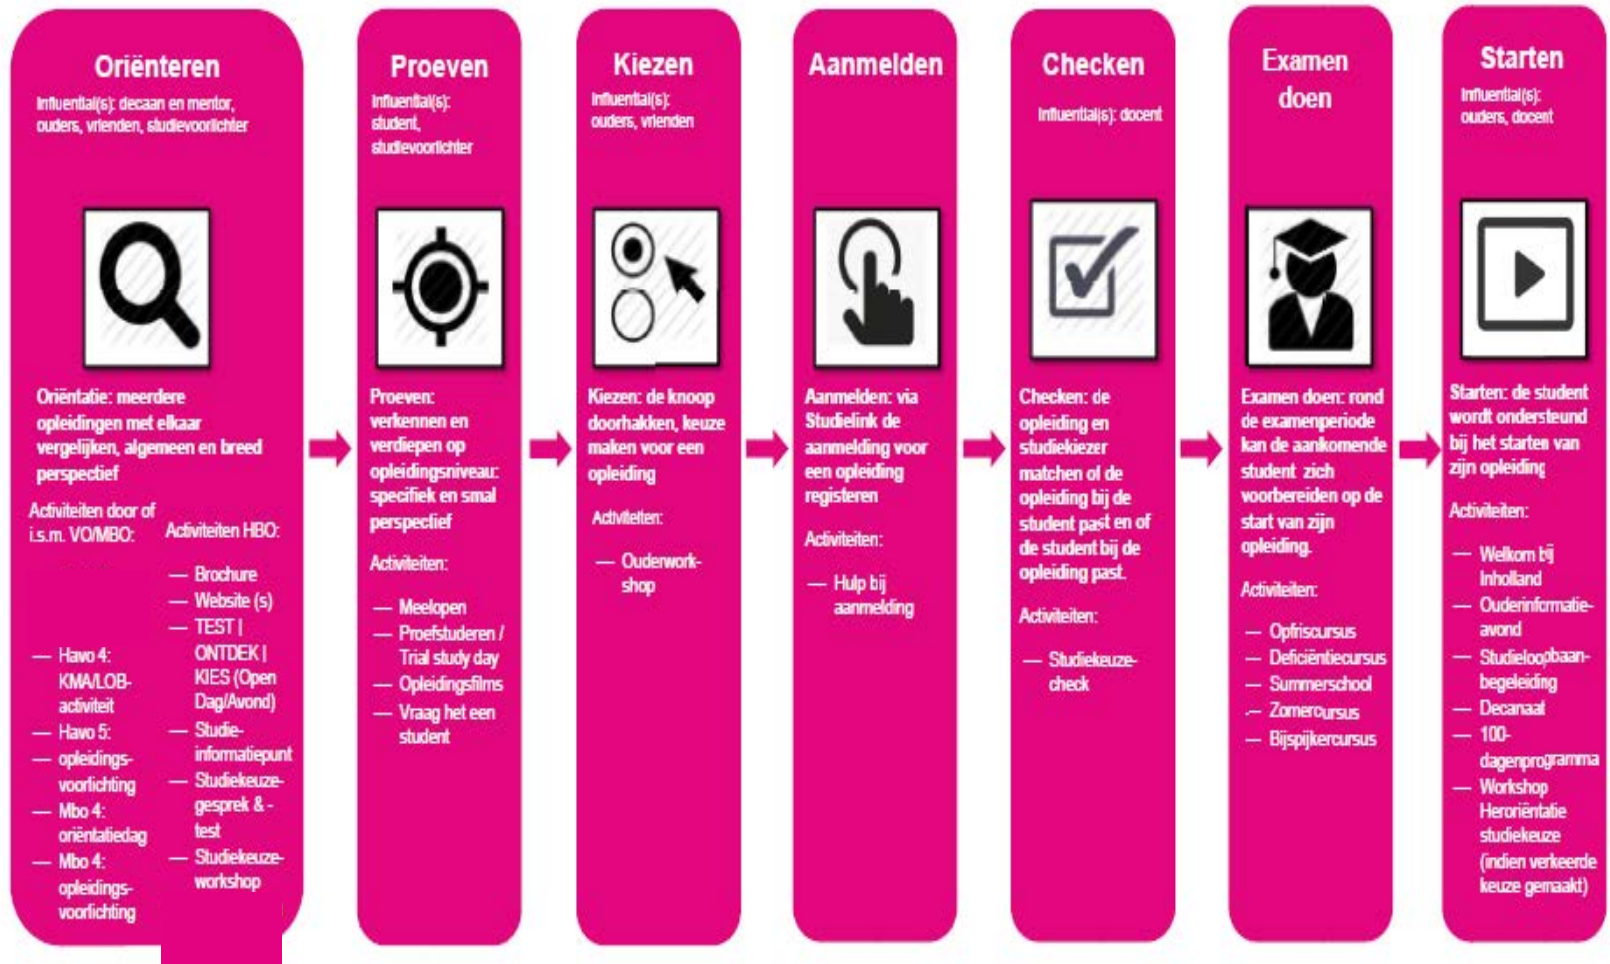 Oriënteren
Influential(s): decaan en mentor,
ouders, vrienden, studievoorlichter
Oriëntatie: meerdere
opleidingen met elkaar
vergelijken, algemeen en breed
perspectief
Activiteiten door of
i.s.m. VO/MBO:
— Havo 4:
KMA/LOB-
activiteit
— Havo 5:
— opleidings-
voorlichting
— Mbo 4:
oriëntatiedag
— Mbo 4:
opleidings-
voorlichting
Activiteiten HBO:
— Brochure
— Website (s)
— TEST |
ONTDEK |
KIES (Open
Dag/Avond)
— Studie-
informatiepunt
— Studiekeuze-
gesprek & -
test
— Studiekeuze-
workshop
Proeven
Influential(s):
student,
studievoorlichter
Proeven:
verkennen en
verdiepen op
opleidingsniveau:
specifiek en smal
perspectief
Activiteiten:
— Meelopen
— Proefstuderen /
Trial study day
— Opleidingsfilms
— Vraag het een
student
Kiezen
Influential(s):
ouders, vrienden
Kiezen: de knoop
doorhakken, keuze
maken voor een
opleiding
Activiteiten:
— Ouderwork-
shop
Aanmelden
Aanmelden: via
Studielink de
aanmelding voor
een opleiding
registeren
Activiteiten:
— Hulp bij
aanmelding
Checken
Influential(s): docent
Checken: de
opleiding en
studiekiezer
matchen of de
opleiding bij de
student past en of
de student bij de
opleiding past.
Activiteiten:
— Studiekeuze-
check
Examen
doen
Examen doen: rond
de examenperiode
kan de aankomende
student zich
voorbereiden op de
start van zijn
opleiding.
Activiteiten:
— Opfriscursus
— Deficiëntiecursus
— Summerschool
— Zomercursus
— Bijspijkercursus
Starten
Influential(s):
ouders, docent
Starten: de student
wordt ondersteund
bij het starten van
zijn opleiding
Activiteiten:
— Welkom bij
Inholland
— Ouderinformatie-
avond
— Studieloopbaan-
begeleiding
— Decanaat
— 100-
dagenprogramma
— Workshop
Heroriëntatie
studiekeuze
(indien verkeerde
keuze gemaakt)